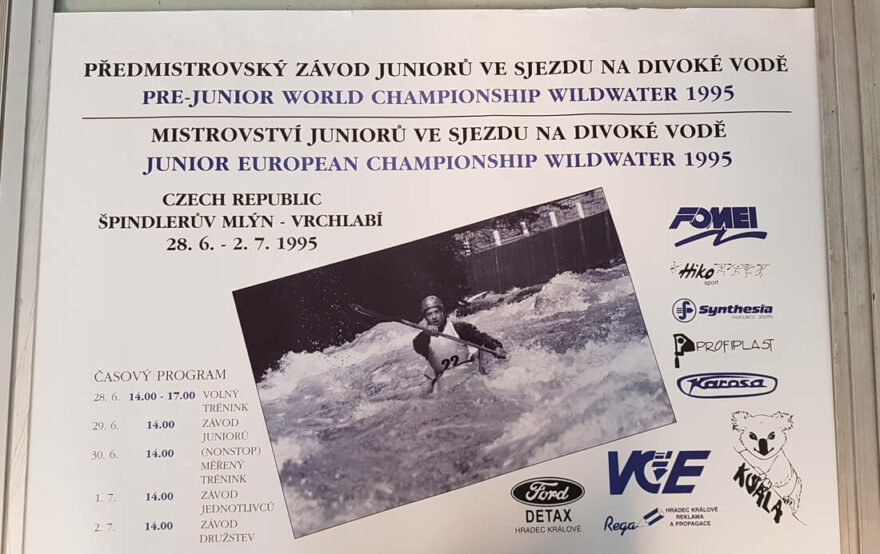 PŘEDMISTROVSKÝ ZÁVOD JUNIORŮ VE SJEZDU NA DIVOKÉ VODĚ
PRE-JUNIOR WORLD CHAMPIONSHIP WILDWATER 1995
MISTROVSTVÍ JUNIORŮ VE SJEZDU NA DIVOKÉ VODĚ
JUNIOR EUROPEAN CHAMPIONSHIP WILDWATER 1995
CZECH REPUBLIC
ŠPINDLERŮV MLÝN - VRCHLABÍ
28. 6. - 2. 7. 1995
ČASOVÝ PROGRAM
28. 6. 14.00 - 17.00 VOLNÝ
TRÉNINK
29. 6. 14.00 ZÁVOD
JUNIORŮ
30. 6. 14.00 (NONSTOP)
MĚŘENÝ
TRÉNINK
1. 7. 14.00 ZÁVOD
JEDNOTLIVCŮ
2. 7. 14.00 ZÁVOD
DRUŽSTEV
22
FOMEI
Hiko
sport
Synthesia
PARDUBICE - SEMTÍN
PROFIPLAST
Karosa
KOALA
VCE
Ford
DETAX
HRADEC KRÁLOVÉ
Rega
HRADEC KRÁLOVÉ
REKLAMA
A PROPAGACE